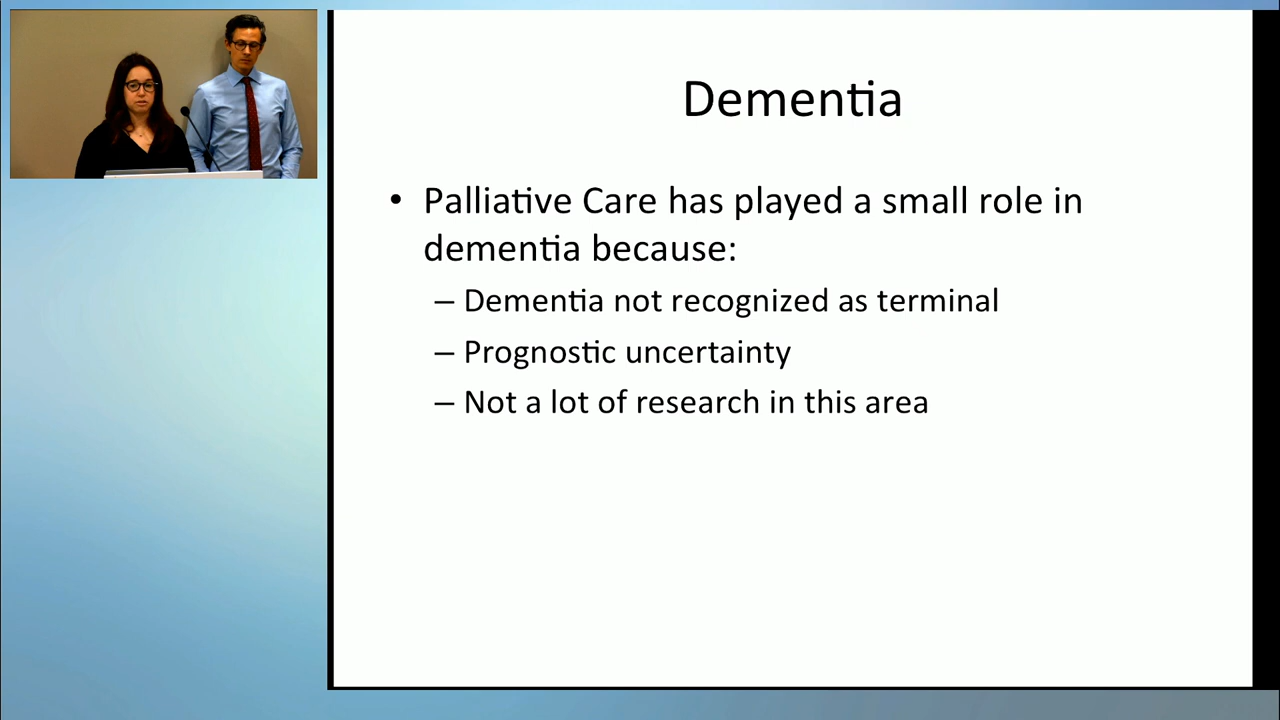 Dementia
• Palliative Care has played a small role in
dementia because:
– Dementia not recognized as terminal
– Prognostic uncertainty
– Not a lot of research in this area